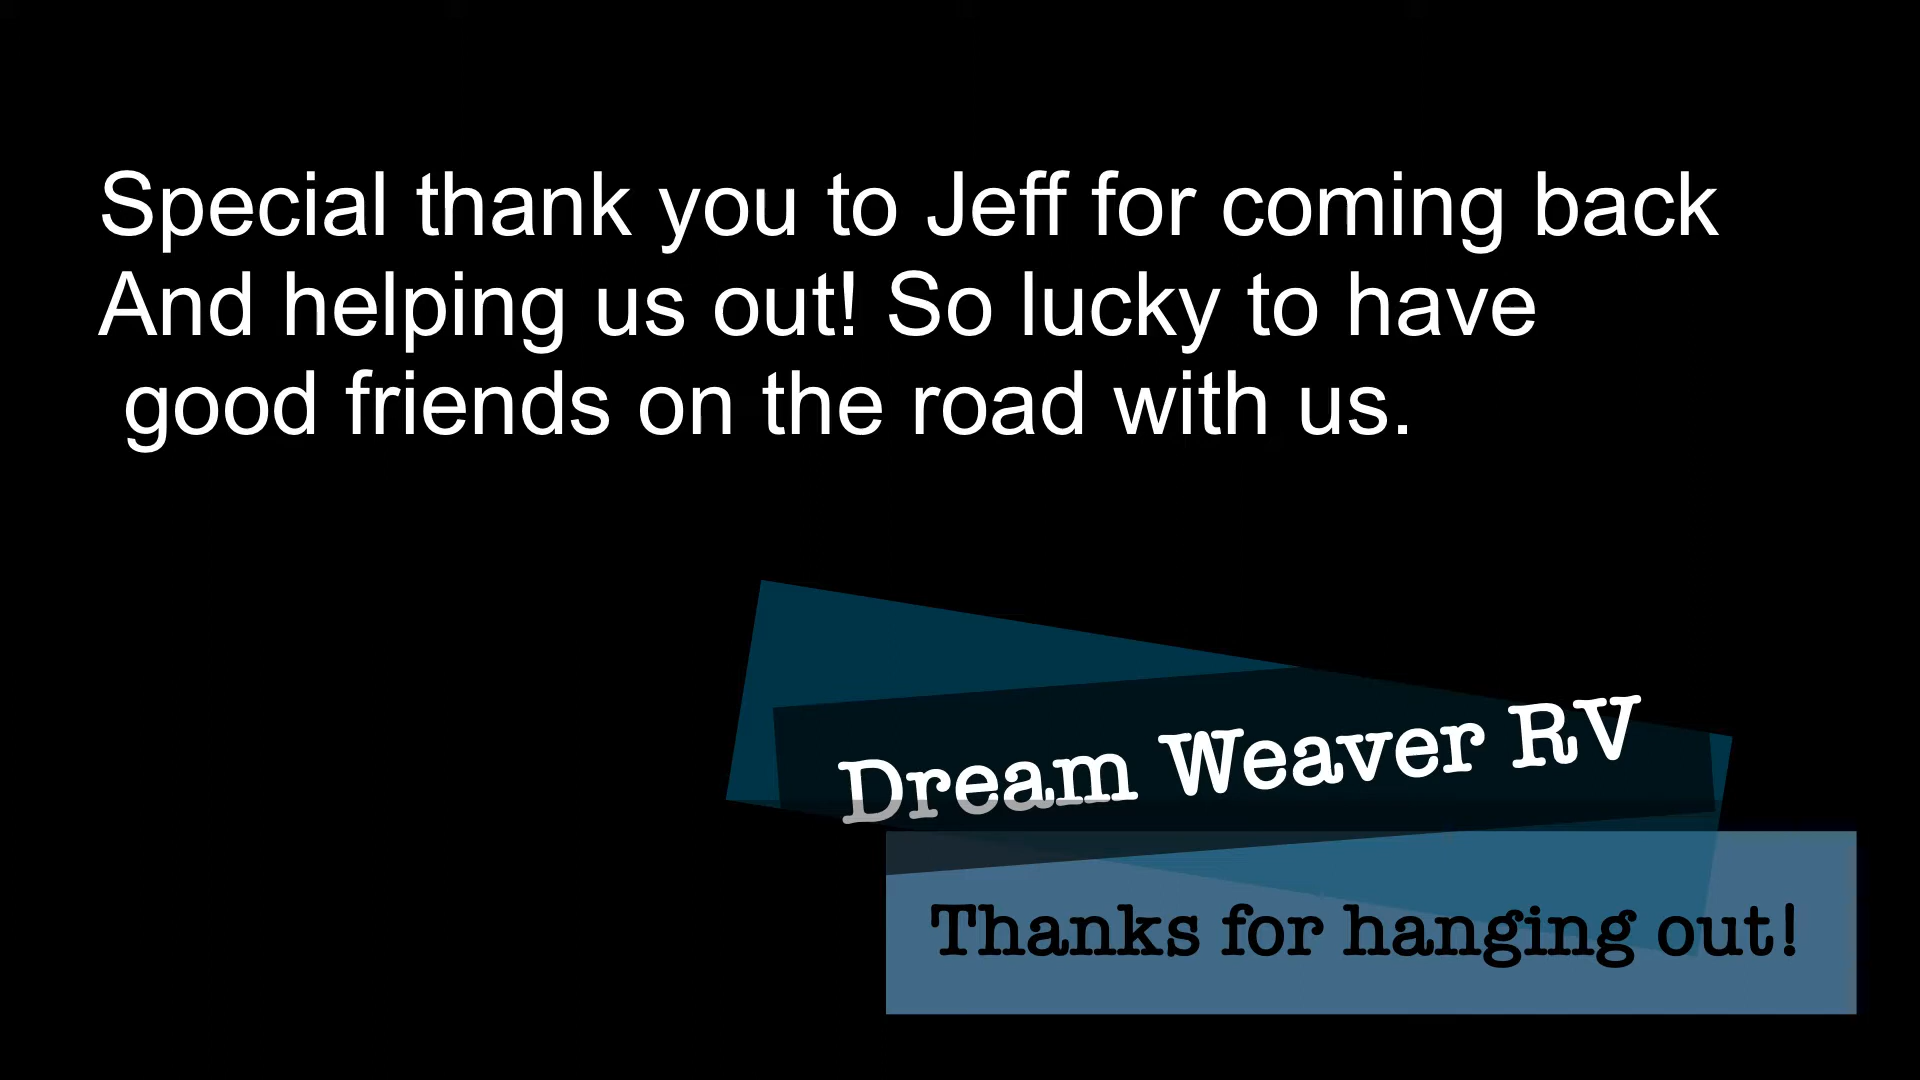 Special thank you to Jeff for coming back
And helping us out! So lucky to have
good friends on the road with us.
Dream Weaver RV
Thanks for hanging out!